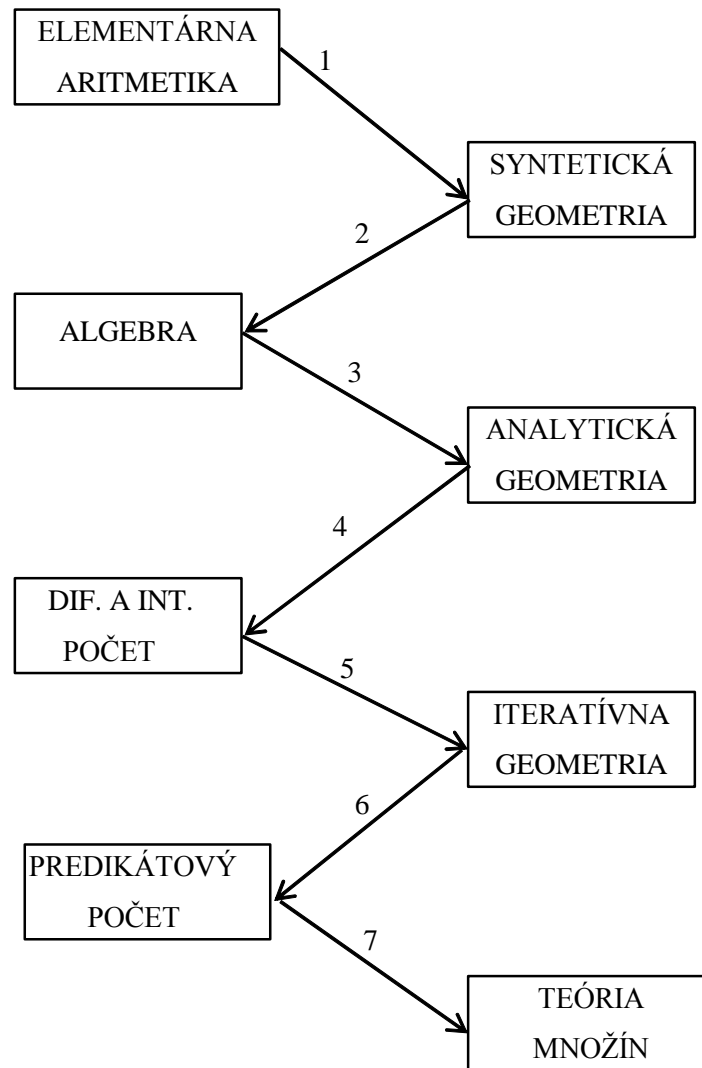 ELEMENTÁRNA
ARITMETIKA
1
SYNTETICKÁ
GEOMETRIA
2
ALGEBRA
3
ANALYTICKÁ
GEOMETRIA
4
DIF. A INT.
POČET
5
ITERATÍVNA
GEOMETRIA
6
PREDIKÁTOVÝ
POČET
7
TEÓRIA
MNOŽÍN